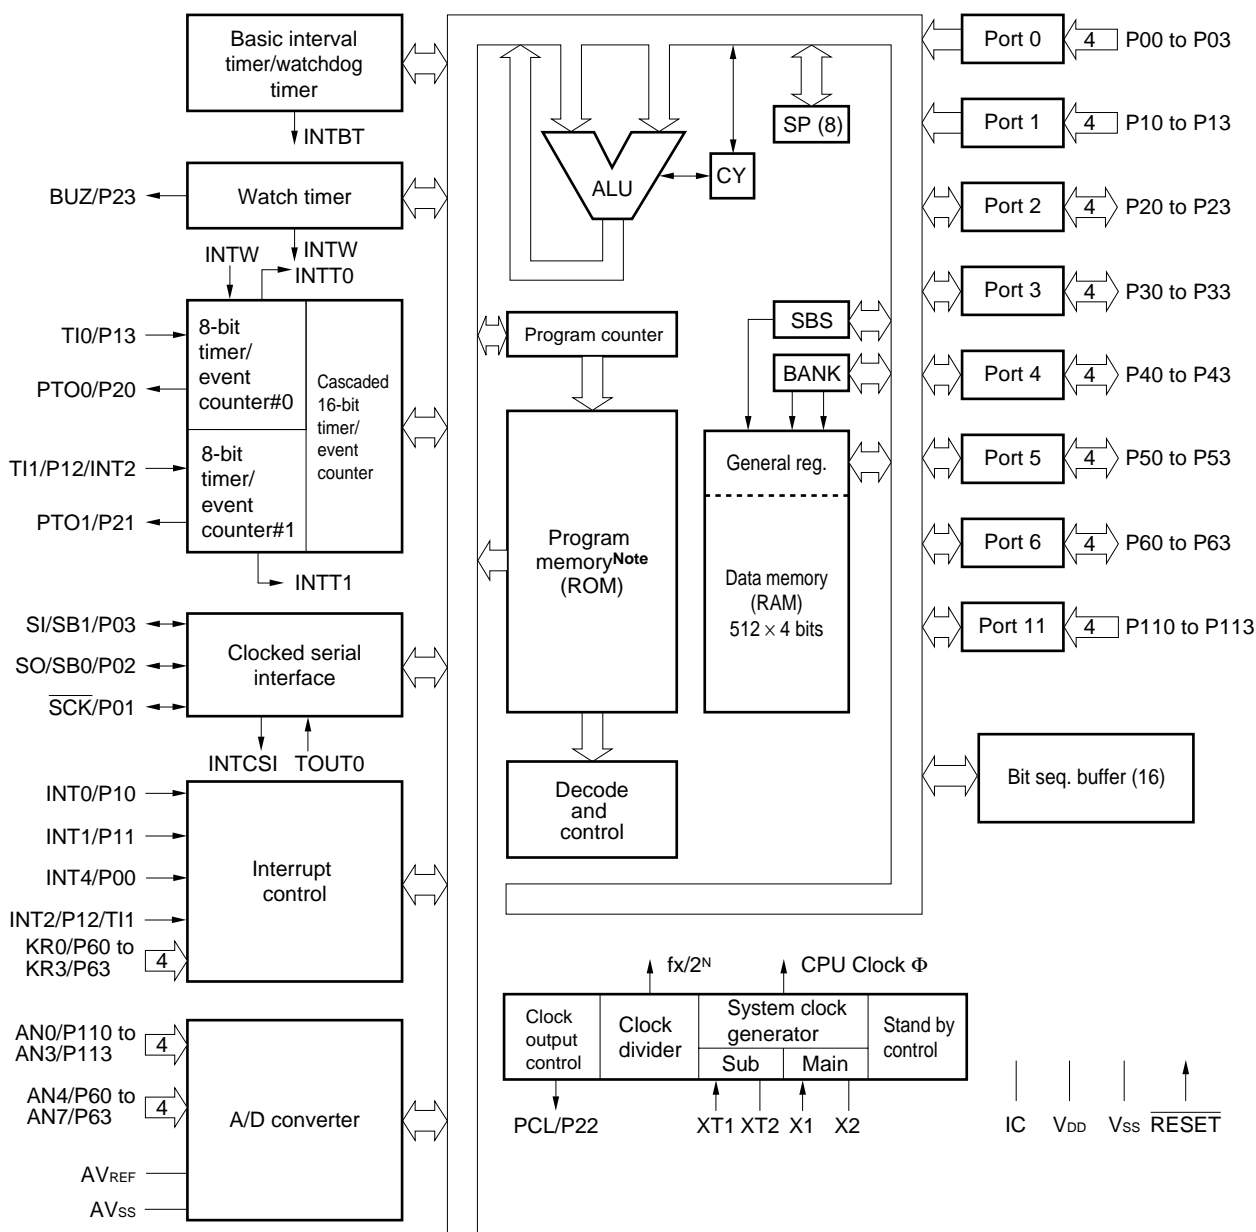 Basic interval
timer/watchdog
timer
INTBT
BUZ/P23
Watch timer
INTW
INTW
INTT0
TI0/P13
PTO0/P20
TI1/P12/INT2
PTO1/P21
8-bit
timer/
event
counter#0
Cascaded
16-bit
timer/
event
counter
8-bit
timer/
event
counter#1
INTT1
SI/SB1/P03
SO/SB0/P02
SCK/P01
Clocked serial
interface
INTCSI
TOUT0
INT0/P10
INT1/P11
INT4/P00
INT2/P12/TI1
KR0/P60 to
KR3/P63
4
Interrupt
control
AN0/P110 to
AN3/P113
4
AN4/P60 to
AN7/P63
4
AVREF
AVSS
A/D converter
ALU
CY
SP (8)
Program counter
SBS
BANK
Program
memoryNote
(ROM)
General reg.
Data memory
(RAM)
512 × 4 bits
Decode
and
control
fx/2N
CPU Clock Φ
Clock
output
control
Clock
divider
System clock
generator
Sub
Main
Stand by
control
PCL/P22
XT1
XT2
X1
X2
Port 0
4
P00 to P03
Port 1
4
P10 to P13
Port 2
4
P20 to P23
Port 3
4
P30 to P33
Port 4
4
P40 to P43
Port 5
4
P50 to P53
Port 6
4
P60 to P63
Port 11
4
P110 to P113
Bit seq. buffer (16)
IC
VDD
VSS
RESET